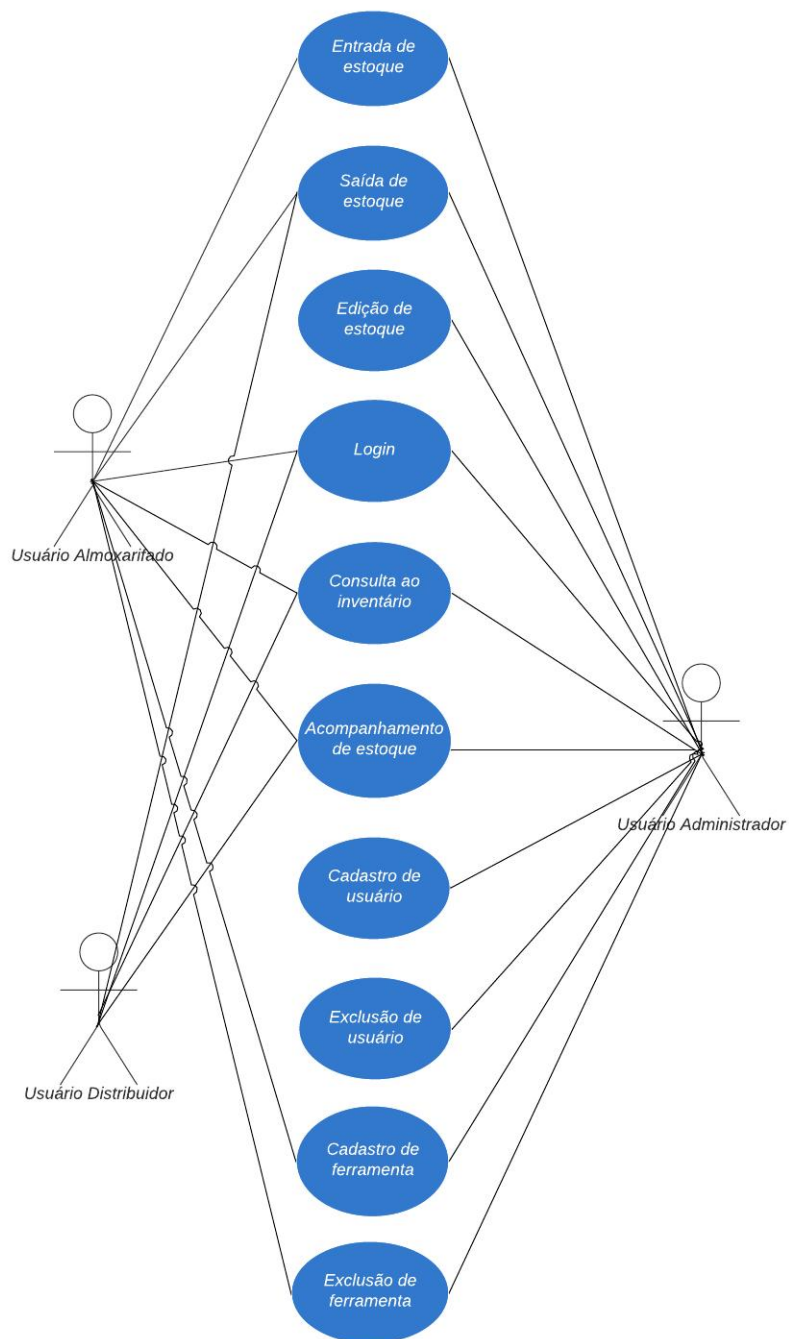 Entrada de
estoque
Saída de
estoque
Edição de
estoque
Login
Usuário Almoxarifado
Consulta ao
inventário
Acompanhamento
de estoque
Usuário Administrador
Cadastro de
usuário
Exclusão de
usuário
Usuário Distribuidor
Cadastro de
ferramenta
Exclusão de
ferramenta